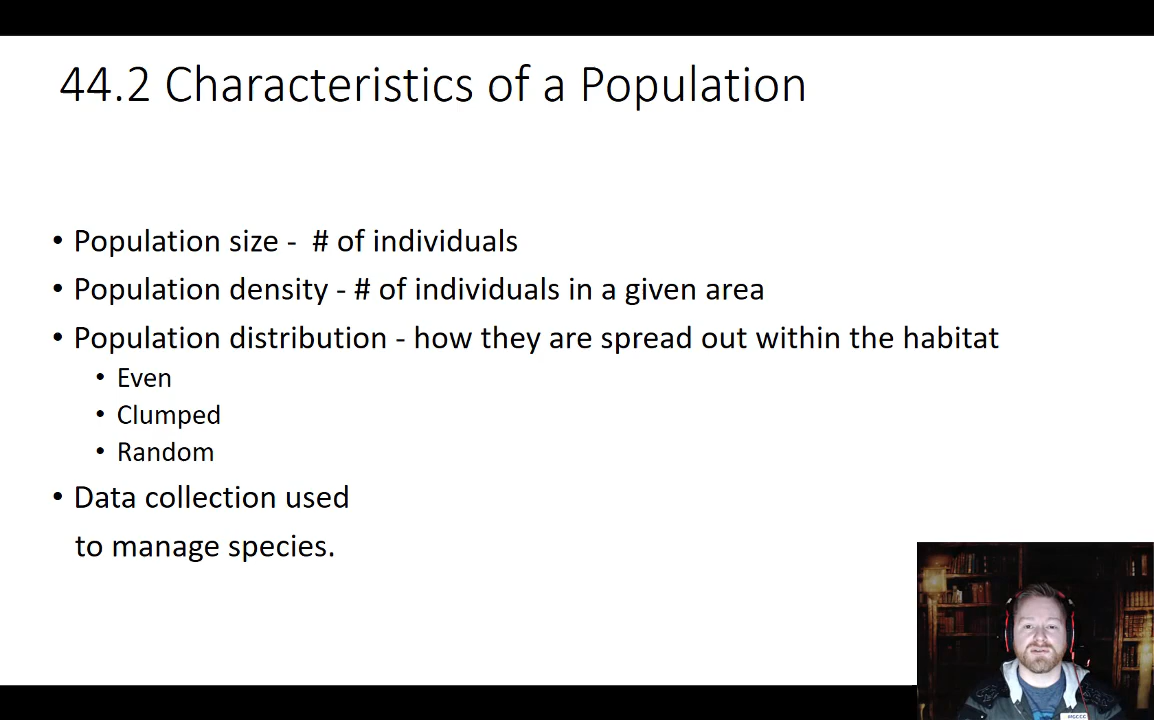 44.2 Characteristics of a Population
• Population size - # of individuals
• Population density - # of individuals in a given area
• Population distribution - how they are spread out within the habitat
• Even
• Clumped
• Random
• Data collection used
to manage species.